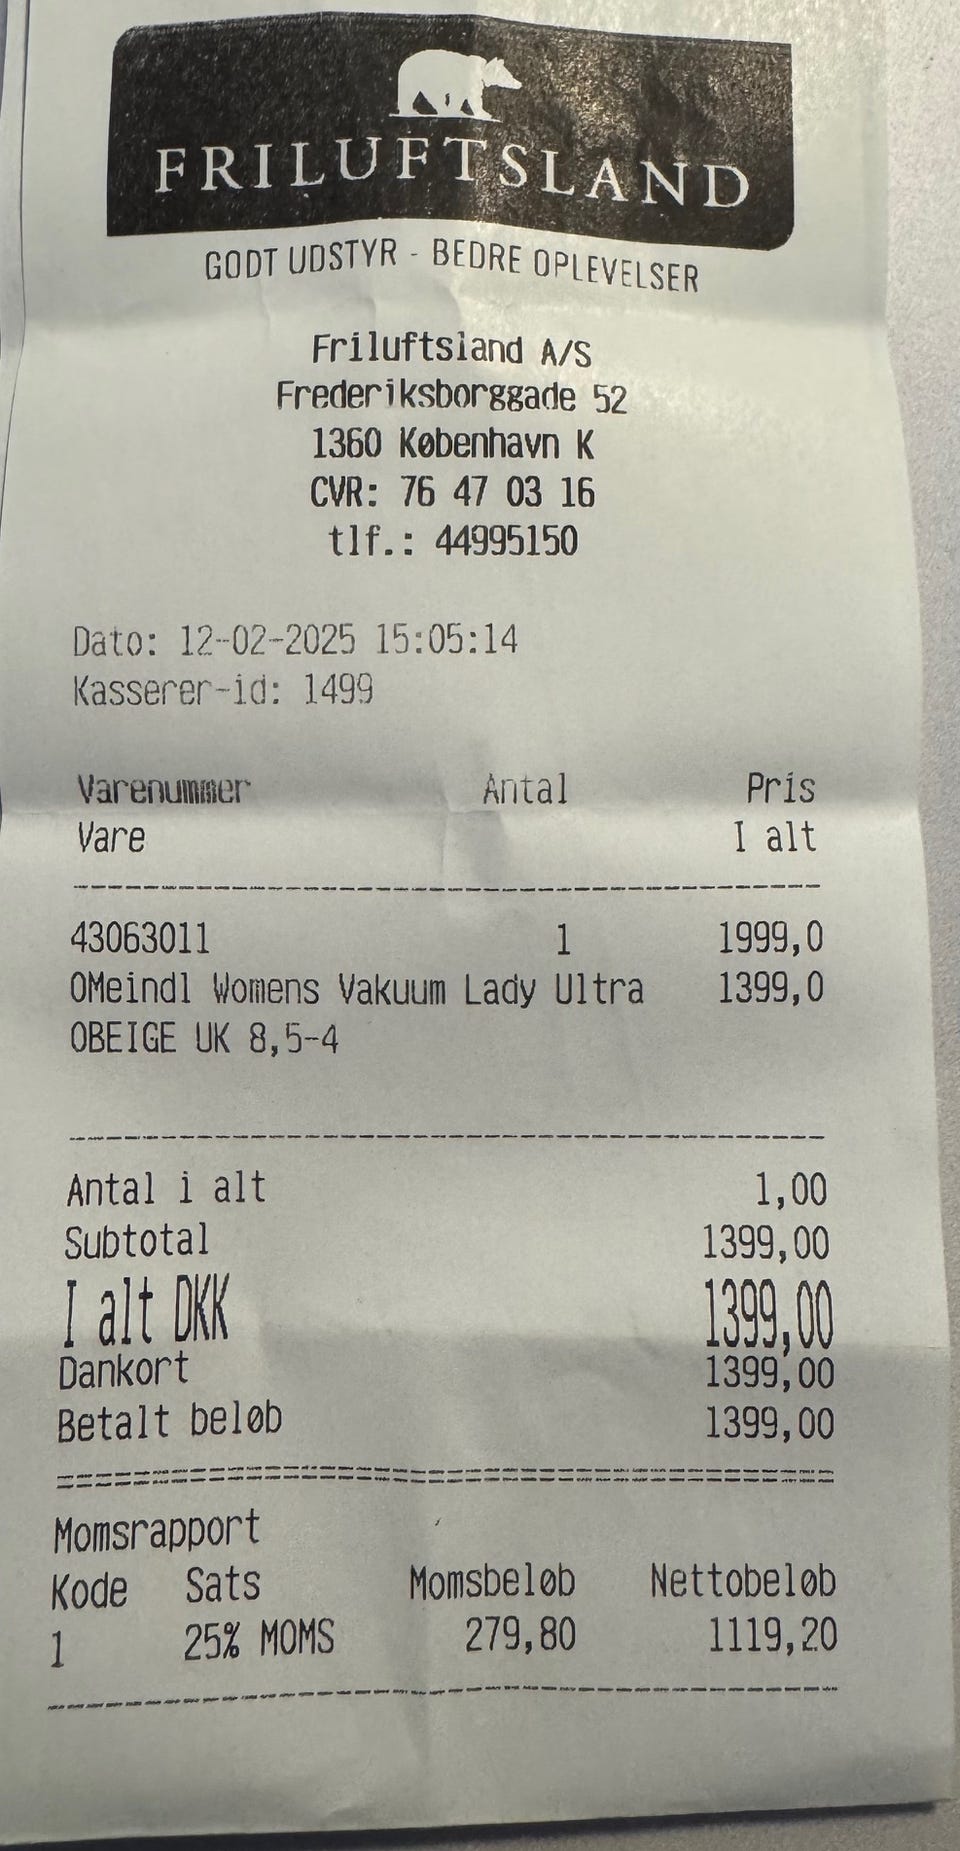 FRILUFTSLAND
GODT UDSTYR - BEDRE OPLEVELSER
Friluftsland A/S
Frederiksborggade 52
1360 København K
CVR: 76 47 03 16
tlf.: 44995150
Dato: 12-02-2025 15:05:14
Kasserer-id: 1499
Varenummer Antal Pris
Vare I alt
43063011 1 1999,0
0Meindl Womens Vakuum Lady Ultra 1399,0
0BEIGE UK 8,5-4
Antal i alt 1,00
Subtotal 1399,00
I alt DKK 1399,00
Dankort 1399,00
Betalt beløb 1399,00
Momsrapport
Kode Sats Momsbeløb Nettobeløb
1 25% MOMS 279,80 1119,20